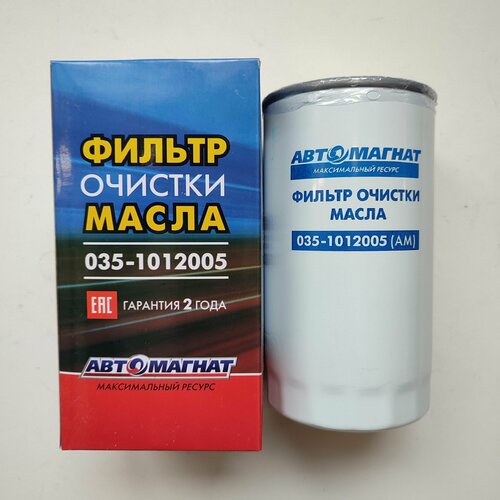 ФИЛЬТР
ОЧИСТКИ
МАСЛА
035-1012005
EAC ГАРАНТИЯ 2 ГОДА
АВТОМАГНАТ
МАКСИМАЛЬНЫЙ РЕСУРС
АВТОМАГНАТ
МАКСИМАЛЬНЫЙ РЕСУРС
ФИЛЬТР ОЧИСТКИ
МАСЛА
035-1012005 (АМ)